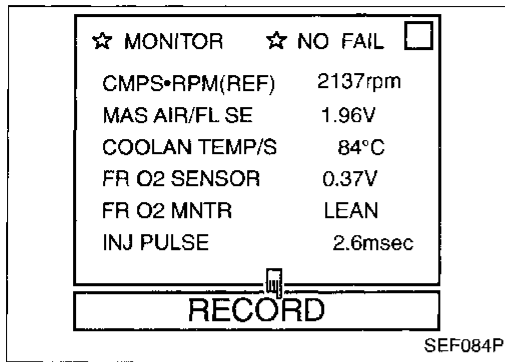 ☆ MONITOR ☆ NO FAIL
CMPS•RPM(REF) 2137rpm
MAS AIR/FL SE 1.96V
COOLAN TEMP/S 84°C
FR O2 SENSOR 0.37V
FR O2 MNTR LEAN
INJ PULSE 2.6msec
RECORD
SEF084P